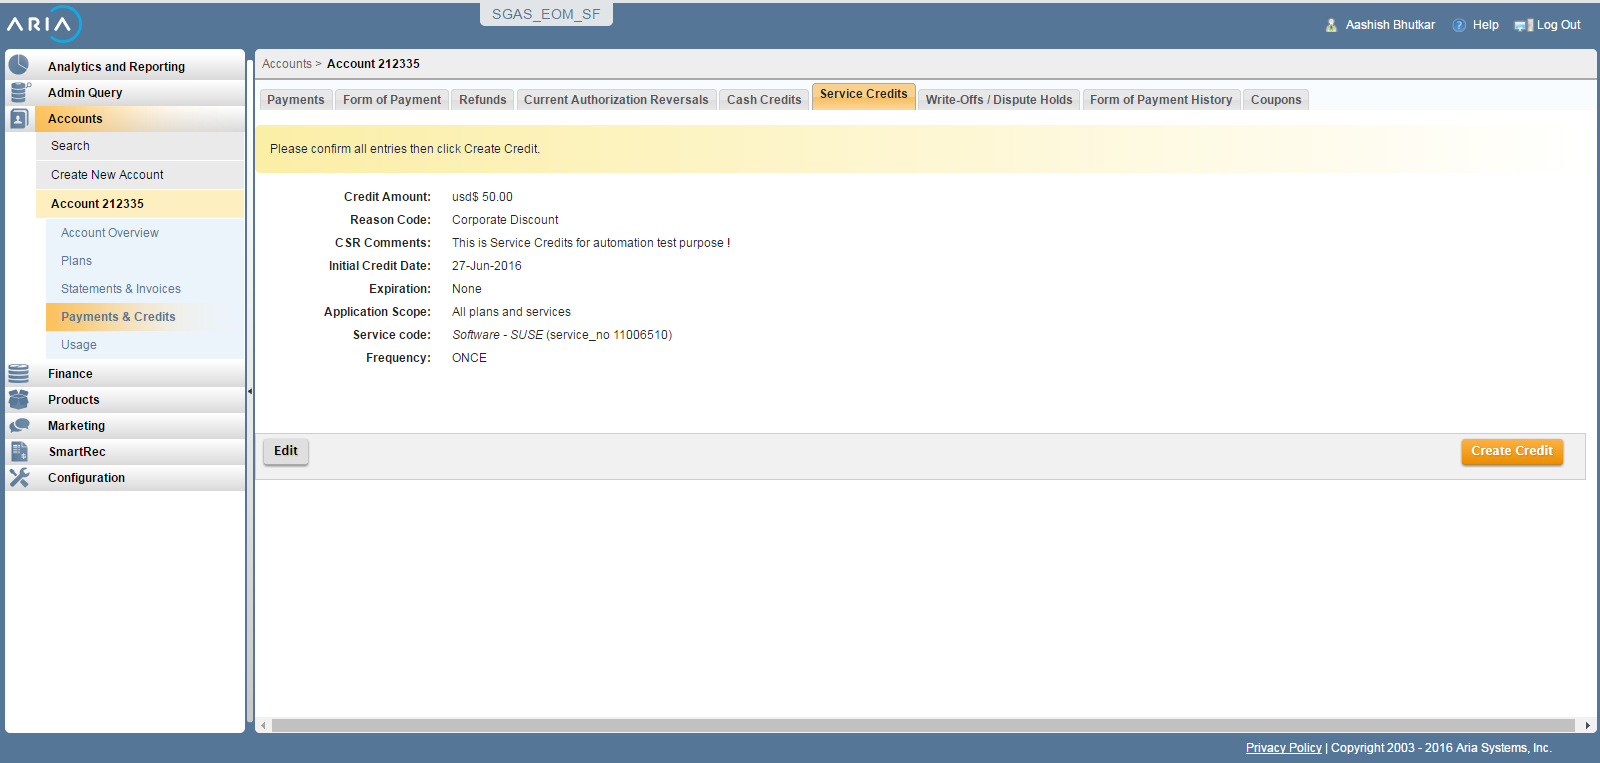 ARIA
SGAS_EOM_SF
Aashish Bhutkar
Help
Log Out
Analytics and Reporting
Admin Query
Accounts
Search
Create New Account
Account 212335
Account Overview
Plans
Statements & Invoices
Payments & Credits
Usage
Finance
Products
Marketing
SmartRec
Configuration
Accounts > Account 212335
Payments
Form of Payment
Refunds
Current Authorization Reversals
Cash Credits
Service Credits
Write-Offs / Dispute Holds
Form of Payment History
Coupons
Please confirm all entries then click Create Credit.
Credit Amount: usd$ 50.00
Reason Code: Corporate Discount
CSR Comments: This is Service Credits for automation test purpose !
Initial Credit Date: 27-Jun-2016
Expiration: None
Application Scope: All plans and services
Service code: Software - SUSE (service_no 11006510)
Frequency: ONCE
Edit
Create Credit
Privacy Policy | Copyright 2003 - 2016 Aria Systems, Inc.